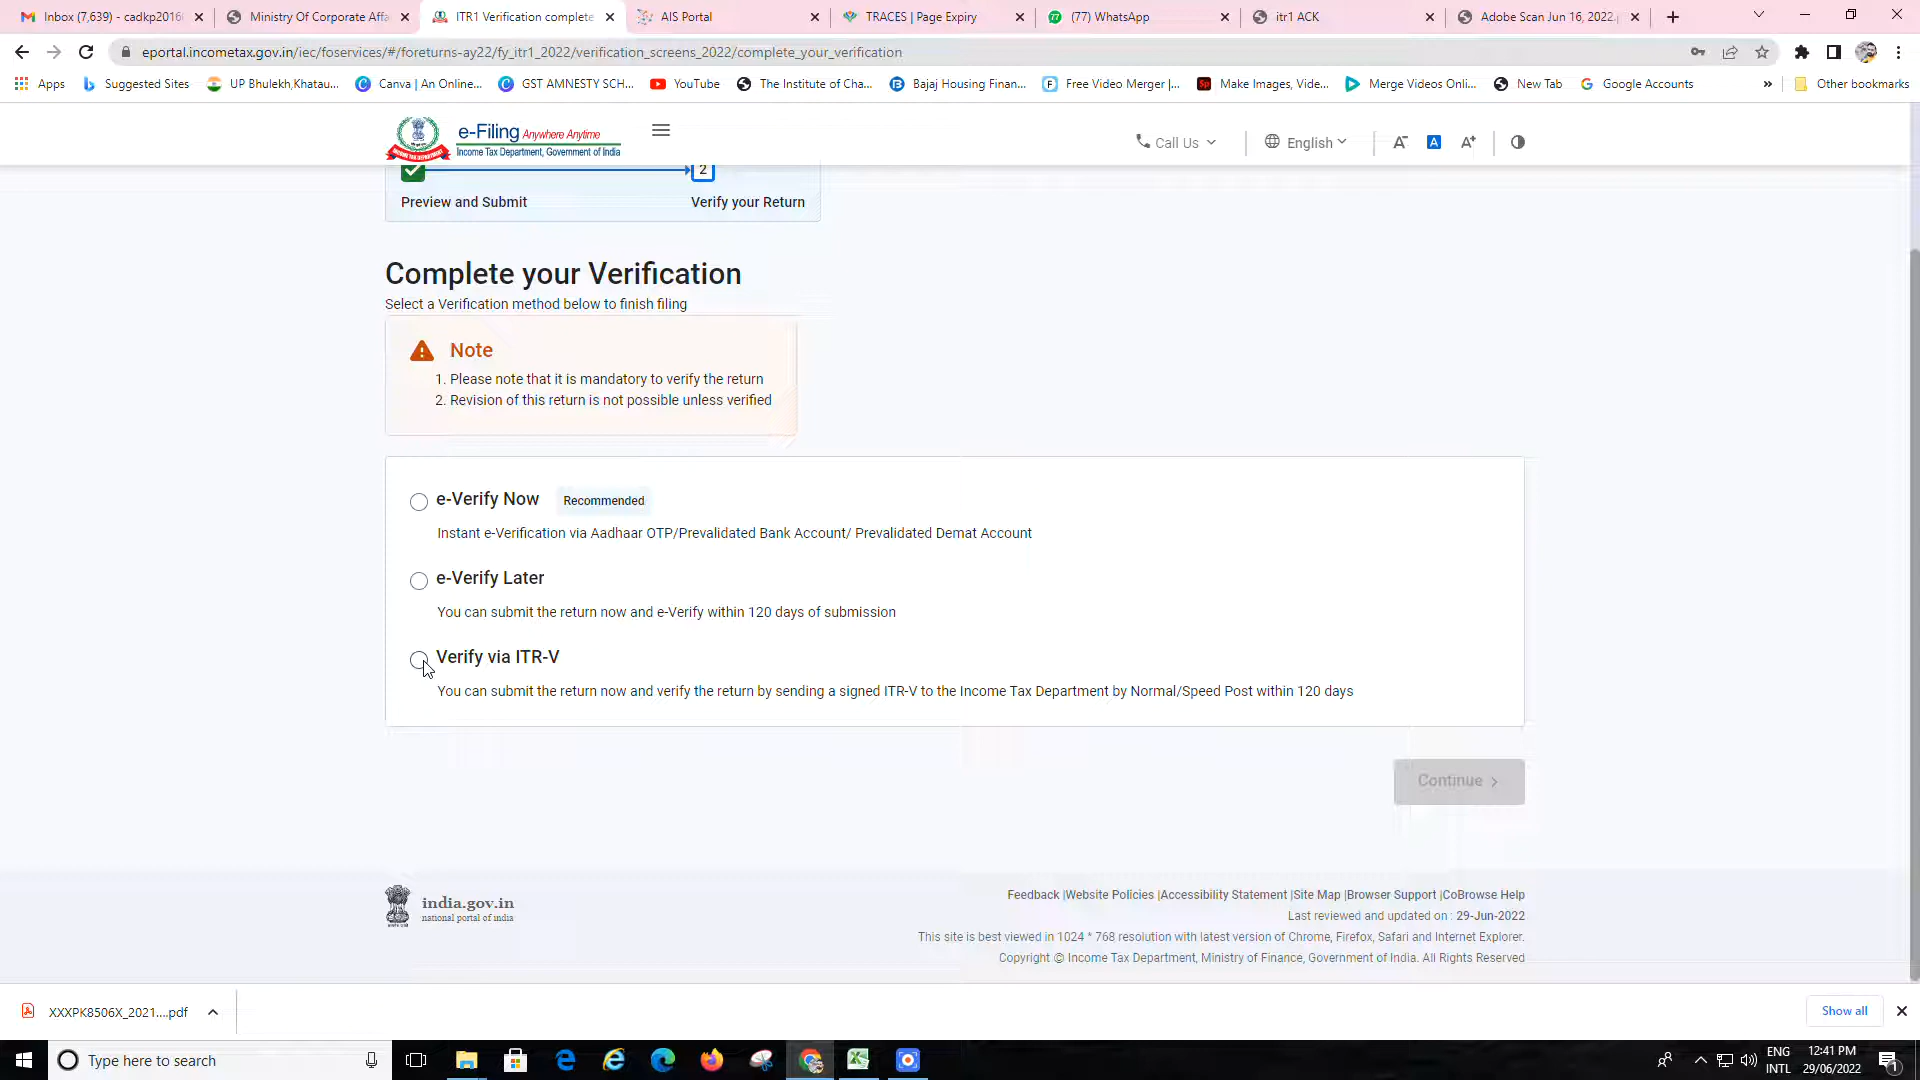 Inbox (7,639) - cadkp2016
Ministry Of Corporate Affa
ITR1 Verification complete
AIS Portal
TRACES | Page Expiry
(77) WhatsApp
itr1 ACK
Adobe Scan Jun 16, 2022.p
eportal.incometax.gov.in/iec/foservices/#/foreturns-ay22/fy_itr1_2022/verification_screens_2022/complete_your_verification
Apps
Suggested Sites
UP Bhulekh,Khatau...
Canva | An Online...
GST AMNESTY SCH...
YouTube
The Institute of Cha...
Bajaj Housing Finan...
Free Video Merger |...
Make Images, Vide...
Merge Videos Onli...
New Tab
Google Accounts
»
Other bookmarks
e-Filing Anywhere Anytime
Income Tax Department, Government of India
Call Us
English
A-
A
A+
2
Preview and Submit
Verify your Return
Complete your Verification
Select a Verification method below to finish filing
Note
1. Please note that it is mandatory to verify the return
2. Revision of this return is not possible unless verified
e-Verify Now
Recommended
Instant e-Verification via Aadhaar OTP/Prevalidated Bank Account/ Prevalidated Demat Account
e-Verify Later
You can submit the return now and e-Verify within 120 days of submission
Verify via ITR-V
You can submit the return now and verify the return by sending a signed ITR-V to the Income Tax Department by Normal/Speed Post within 120 days
Continue >
india.gov.in
national portal of india
Feedback |Website Policies |Accessibility Statement |Site Map |Browser Support |CoBrowse Help
Last reviewed and updated on : 29-Jun-2022
This site is best viewed in 1024 * 768 resolution with latest version of Chrome, Firefox, Safari and Internet Explorer.
Copyright © Income Tax Department, Ministry of Finance, Government of India. All Rights Reserved
XXXPK8506X_2021....pdf
Show all
Type here to search
ENG
INTL
12:41 PM
29/06/2022
1